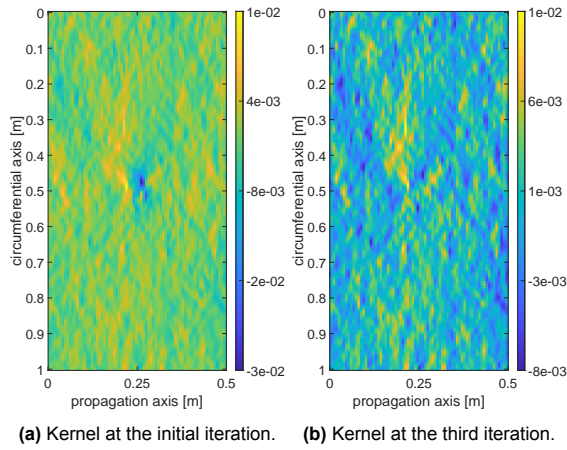 0
0.1
0.2
0.3
0.4
0.5
0.6
0.7
0.8
0.9
1
circumferential axis [m]
0 0.25 0.5
propagation axis [m]
1e-02
4e-03
-8e-03
-2e-02
-3e-02
0
0.1
0.2
0.3
0.4
0.5
0.6
0.7
0.8
0.9
1
circumferential axis [m]
0 0.25 0.5
propagation axis [m]
1e-02
6e-03
1e-03
-3e-03
-8e-03
(a) Kernel at the initial iteration.
(b) Kernel at the third iteration.